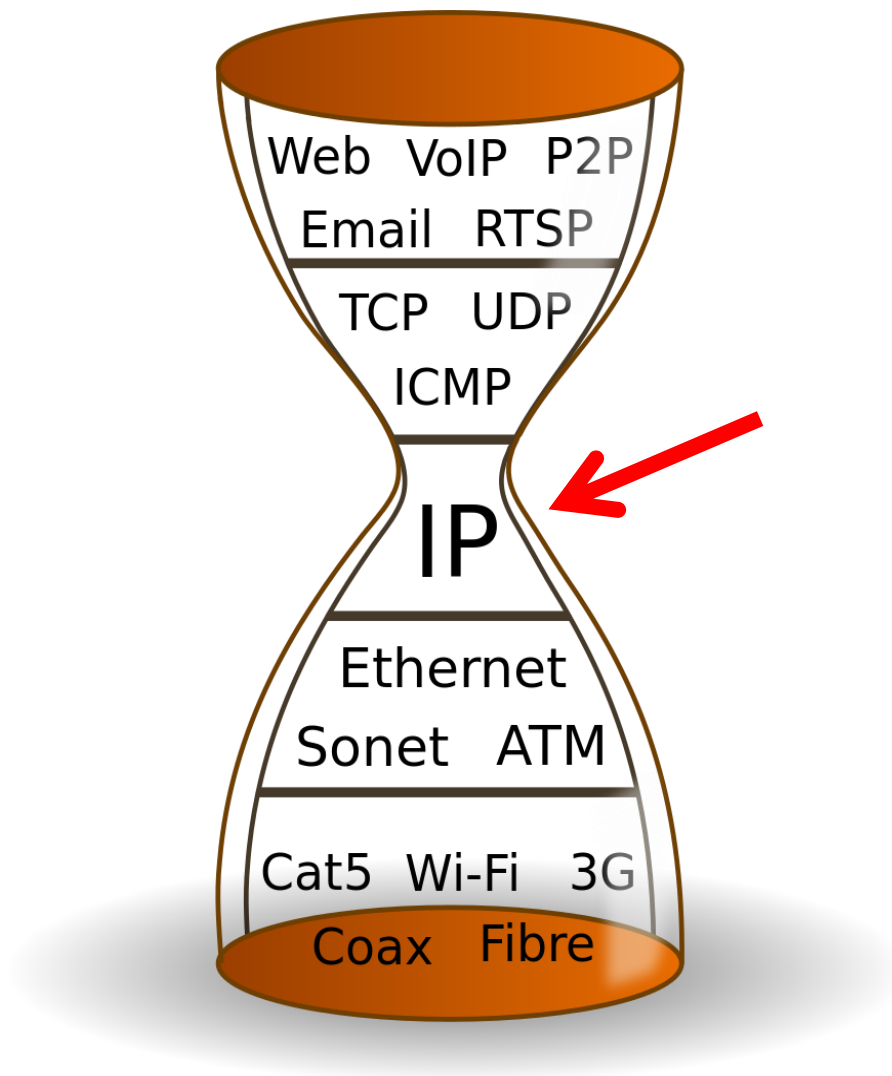 Web VoIP P2P
Email RTSP
TCP UDP
ICMP
IP
Ethernet
Sonet ATM
Cat5 Wi-Fi 3G
Coax Fibre